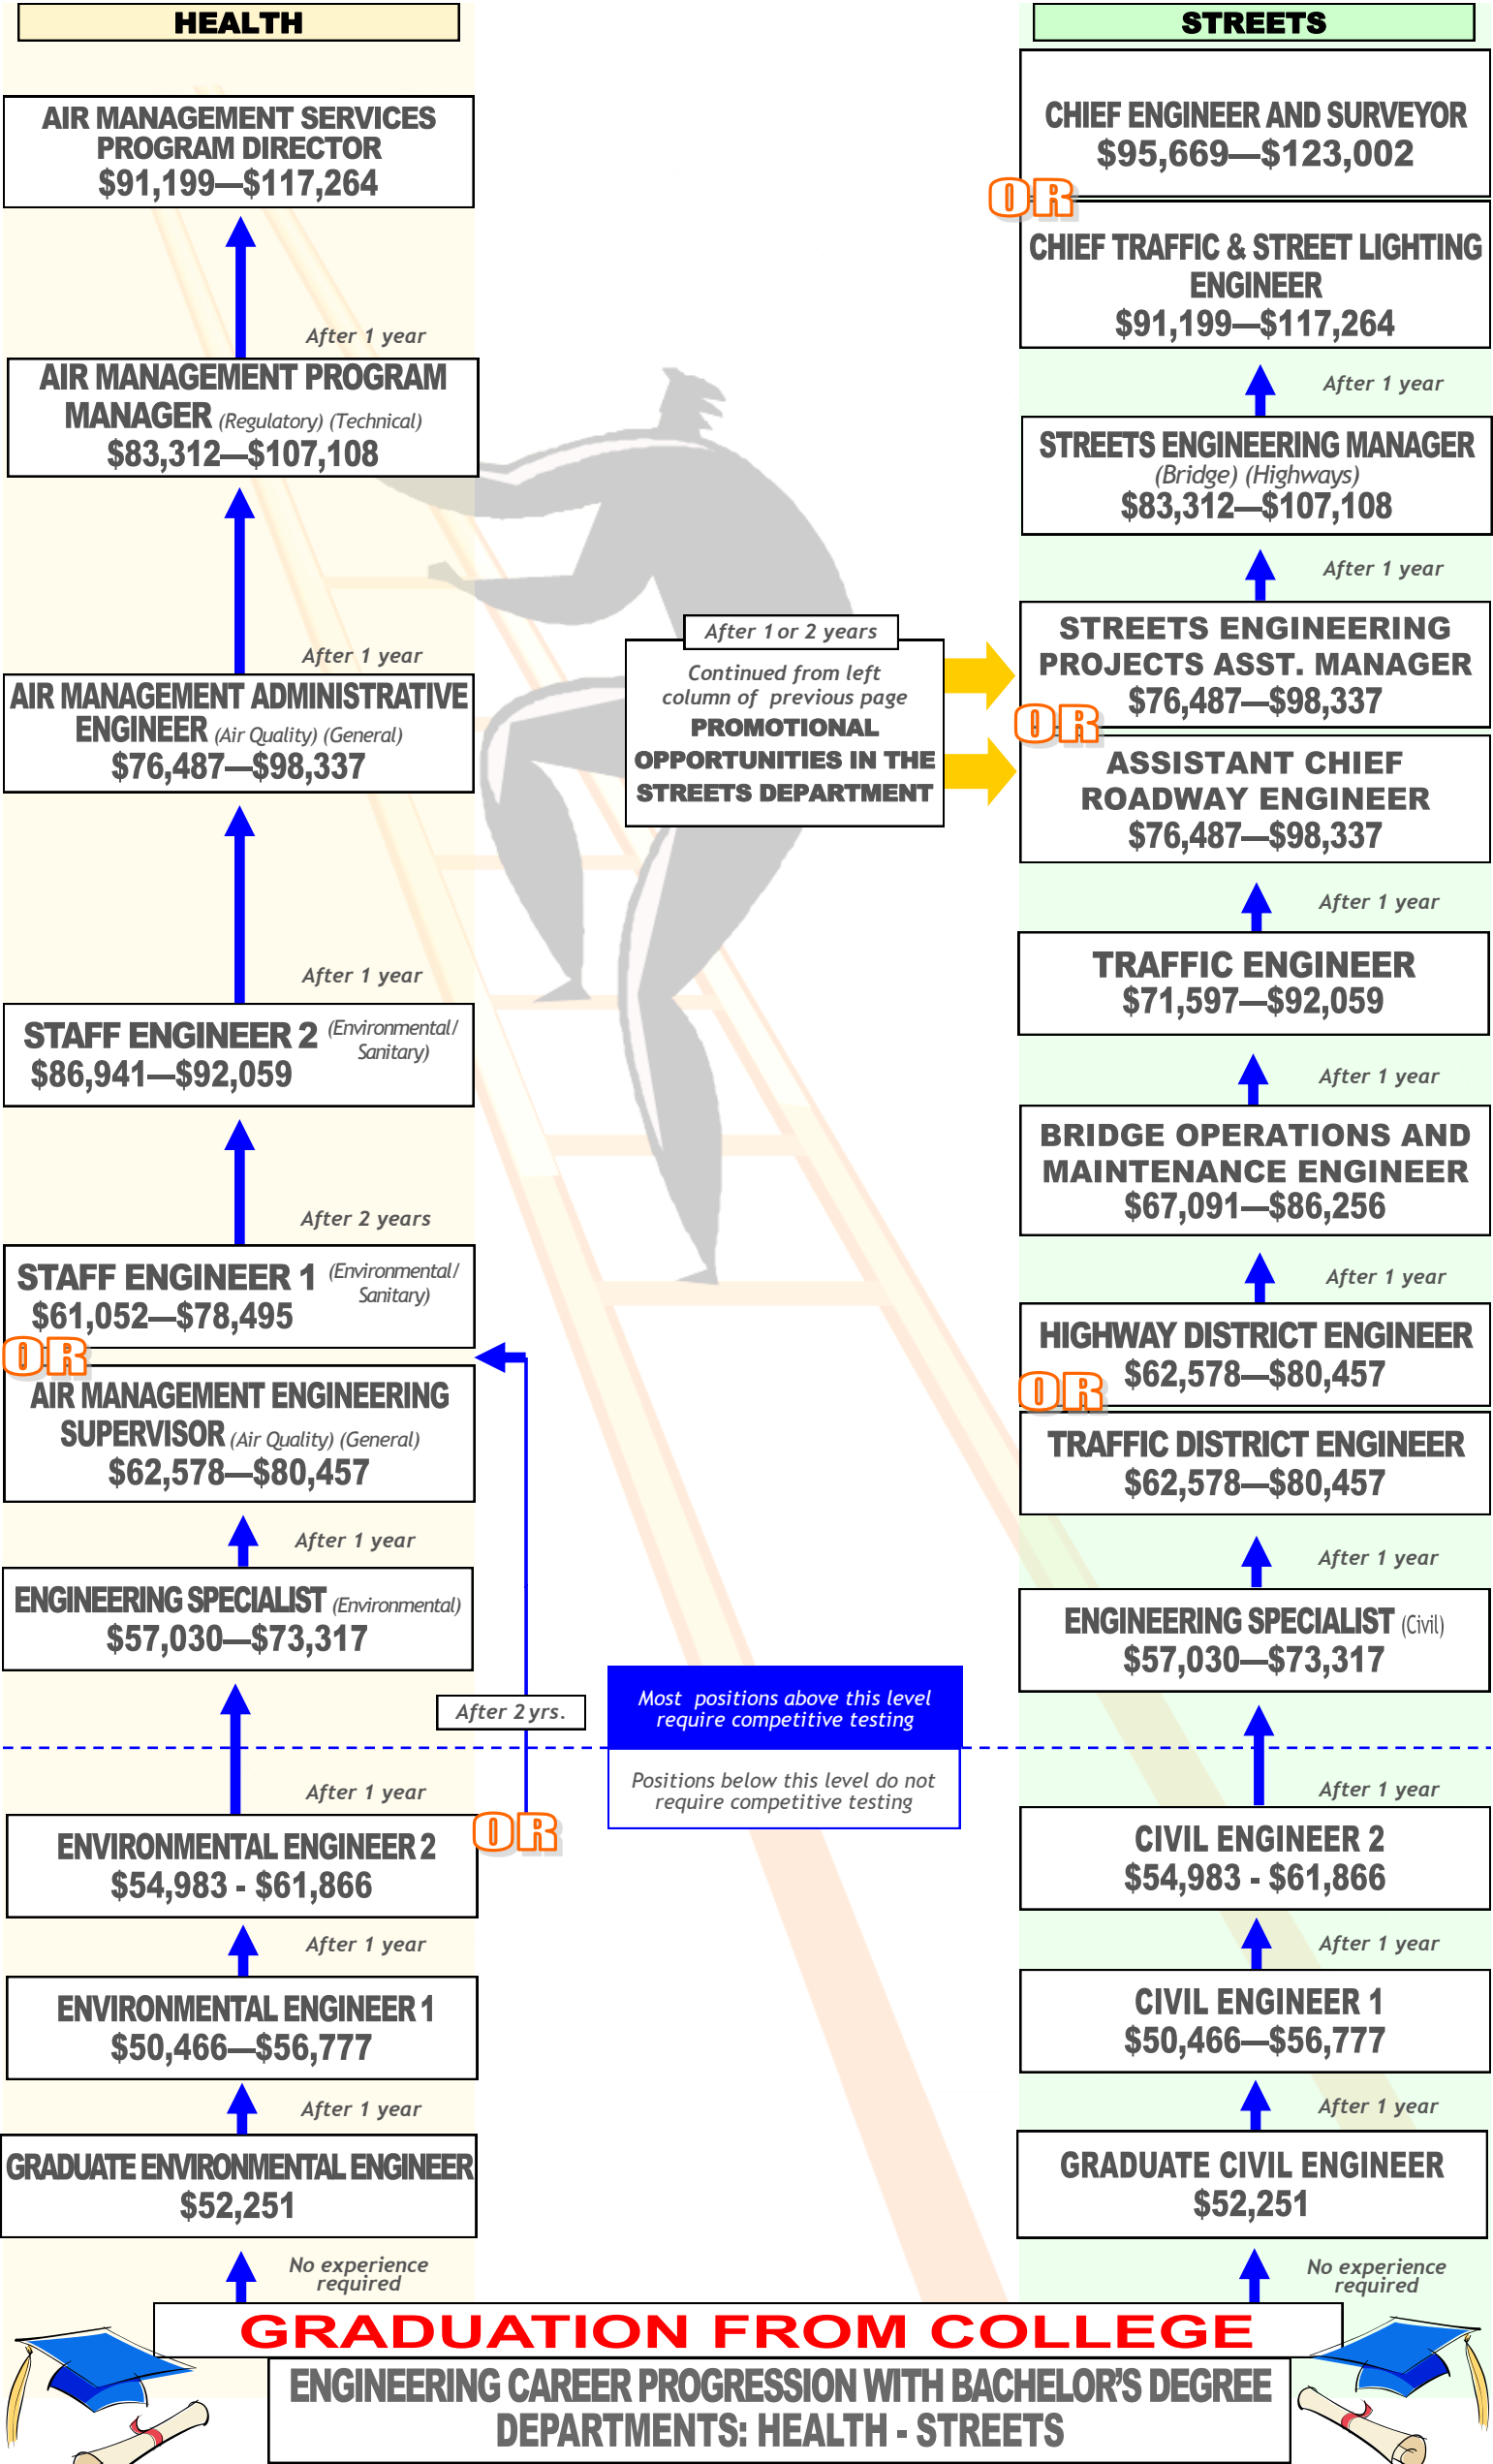 HEALTH
AIR MANAGEMENT SERVICES
PROGRAM DIRECTOR
$91,199—$117,264
After 1 year
AIR MANAGEMENT PROGRAM
MANAGER (Regulatory) (Technical)
$83,312—$107,108
After 1 year
AIR MANAGEMENT ADMINISTRATIVE
ENGINEER (Air Quality) (General)
$76,487—$98,337
After 1 year
STAFF ENGINEER 2 (Environmental/
Sanitary)
$86,941—$92,059
After 2 years
STAFF ENGINEER 1 (Environmental/
Sanitary)
$61,052—$78,495
OR
AIR MANAGEMENT ENGINEERING
SUPERVISOR (Air Quality) (General)
$62,578—$80,457
After 1 year
ENGINEERING SPECIALIST (Environmental)
$57,030—$73,317
After 2 yrs.
After 1 year
OR
ENVIRONMENTAL ENGINEER 2
$54,983 - $61,866
After 1 year
ENVIRONMENTAL ENGINEER 1
$50,466—$56,777
After 1 year
GRADUATE ENVIRONMENTAL ENGINEER
$52,251
No experience
required
After 1 or 2 years
Continued from left
column of previous page
PROMOTIONAL
OPPORTUNITIES IN THE
STREETS DEPARTMENT
Most positions above this level
require competitive testing
Positions below this level do not
require competitive testing
STREETS
CHIEF ENGINEER AND SURVEYOR
$95,669—$123,002
OR
CHIEF TRAFFIC & STREET LIGHTING
ENGINEER
$91,199—$117,264
After 1 year
STREETS ENGINEERING MANAGER
(Bridge) (Highways)
$83,312—$107,108
After 1 year
STREETS ENGINEERING
PROJECTS ASST. MANAGER
$76,487—$98,337
OR
ASSISTANT CHIEF
ROADWAY ENGINEER
$76,487—$98,337
After 1 year
TRAFFIC ENGINEER
$71,597—$92,059
After 1 year
BRIDGE OPERATIONS AND
MAINTENANCE ENGINEER
$67,091—$86,256
After 1 year
HIGHWAY DISTRICT ENGINEER
$62,578—$80,457
OR
TRAFFIC DISTRICT ENGINEER
$62,578—$80,457
After 1 year
ENGINEERING SPECIALIST (Civil)
$57,030—$73,317
After 1 year
CIVIL ENGINEER 2
$54,983 - $61,866
After 1 year
CIVIL ENGINEER 1
$50,466—$56,777
After 1 year
GRADUATE CIVIL ENGINEER
$52,251
No experience
required
GRADUATION FROM COLLEGE
ENGINEERING CAREER PROGRESSION WITH BACHELOR'S DEGREE
DEPARTMENTS: HEALTH - STREETS